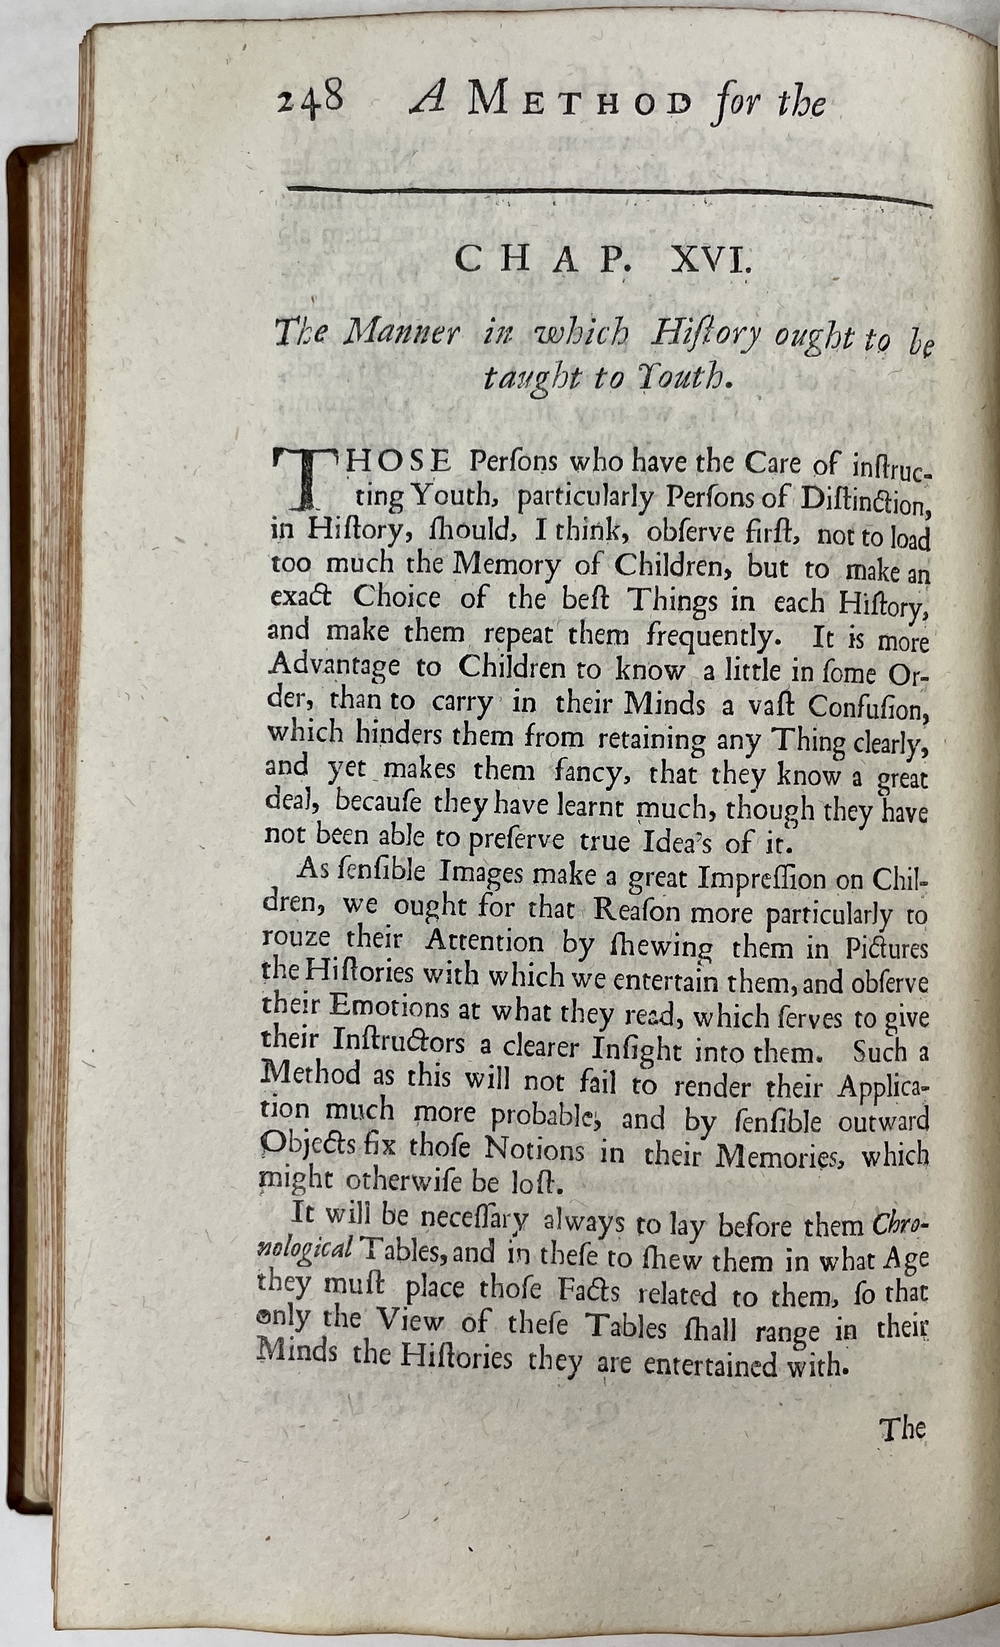 248 A METHOD for the
CHAP. XVI.
The Manner in which Hiſtory ought to be
taught to Youth.
THOSE Perſons who have the Care of inſtruc-
ting Youth, particularly Perſons of Diſtinction,
in Hiſtory, ſhould, I think, obſerve firſt, not to load
too much the Memory of Children, but to make an
exact Choice of the beſt Things in each Hiſtory,
and make them repeat them frequently. It is more
Advantage to Children to know a little in ſome Or-
der, than to carry in their Minds a vaſt Confuſion,
which hinders them from retaining any Thing clearly,
and yet makes them fancy, that they know a great
deal, becauſe they have learnt much, though they have
not been able to preſerve true Idea's of it.
As ſenſible Images make a great Impreſſion on Chil-
dren, we ought for that Reaſon more particularly to
rouze their Attention by ſhewing them in Pictures
the Hiſtories with which we entertain them, and obſerve
their Emotions at what they read, which ſerves to give
their Inſtructors a clearer Inſight into them. Such a
Method as this will not fail to render their Applica-
tion much more probable, and by ſenſible outward
Objects fix thoſe Notions in their Memories, which
might otherwiſe be loſt.
It will be neceſſary always to lay before them Chro-
nological Tables, and in theſe to ſhew them in what Age
they muſt place thoſe Facts related to them, ſo that
only the View of theſe Tables ſhall range in their
Minds the Hiſtories they are entertained with.
The